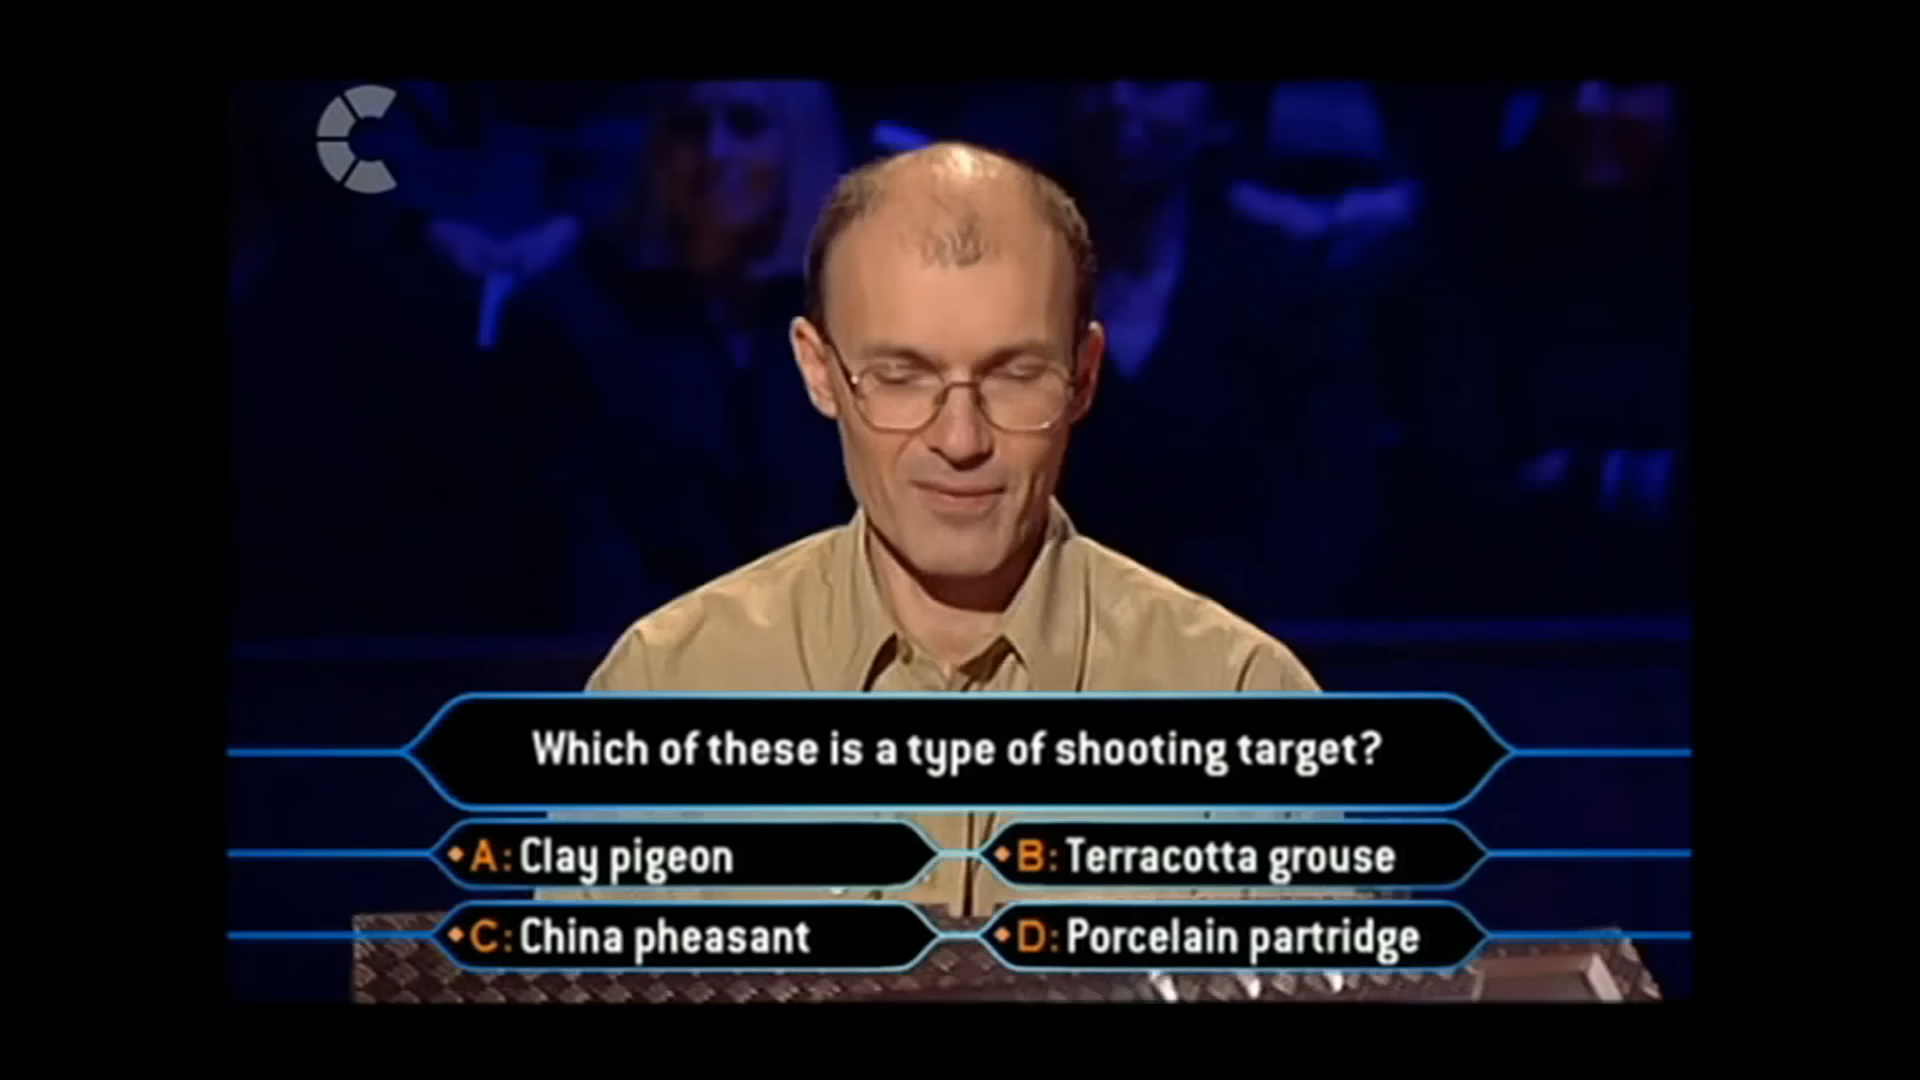 Which of these is a type of shooting target?
A: Clay pigeon
B: Terracotta grouse
C: China pheasant
D: Porcelain partridge